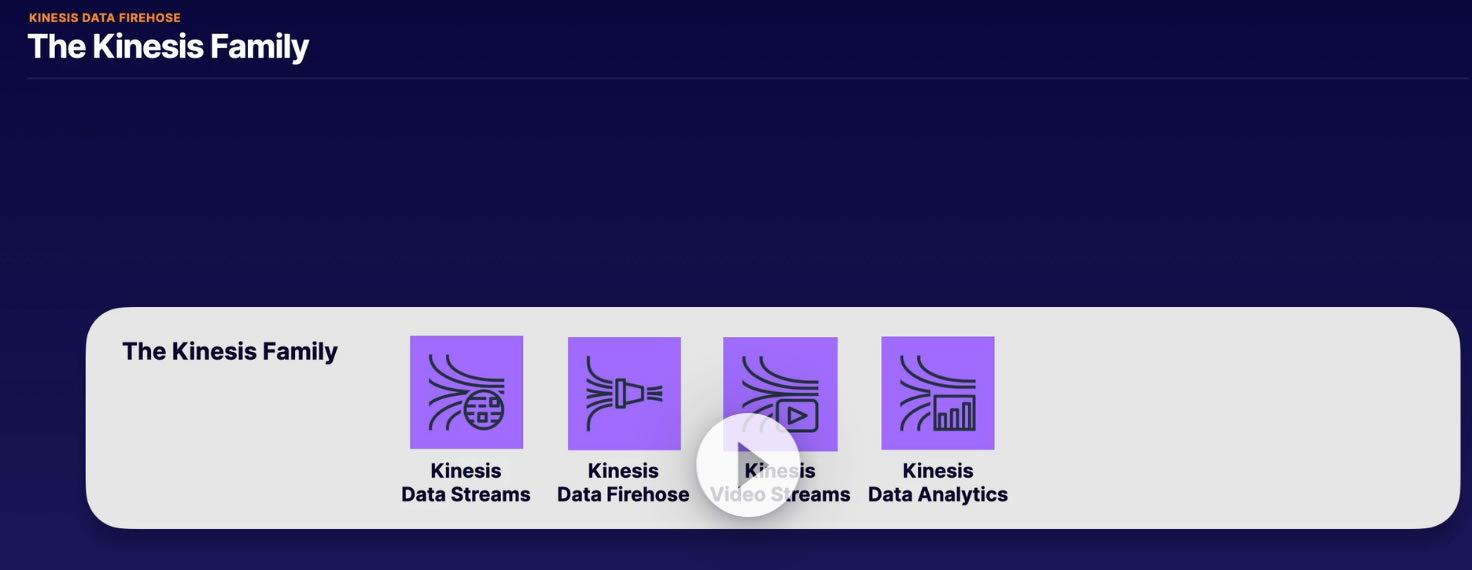 KINESIS DATA FIREHOSE
The Kinesis Family
The Kinesis Family
Kinesis
Data Streams
Kinesis
Data Firehose
Kinesis
Video Streams
Kinesis
Data Analytics